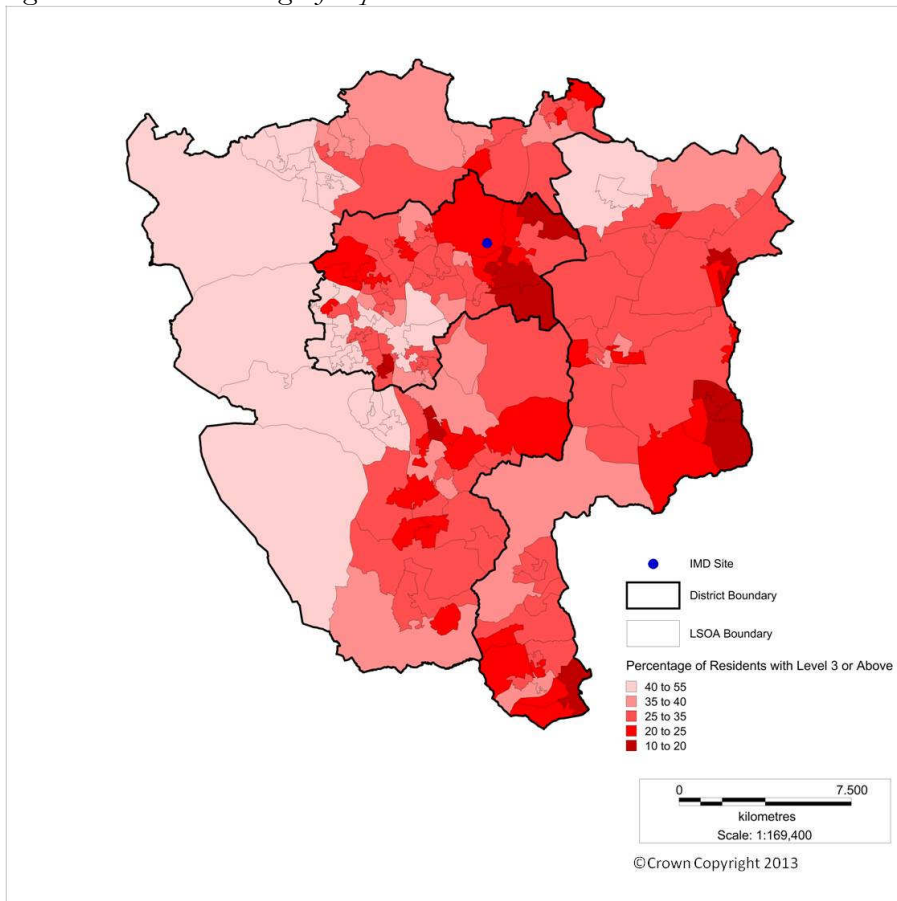 IMD Site
District Boundary
LSOA Boundary
Percentage of Residents with Level 3 or Above
40 to 55
35 to 40
25 to 35
20 to 25
10 to 20
0 7.500
kilometres
Scale: 1:169,400
©Crown Copyright 2013